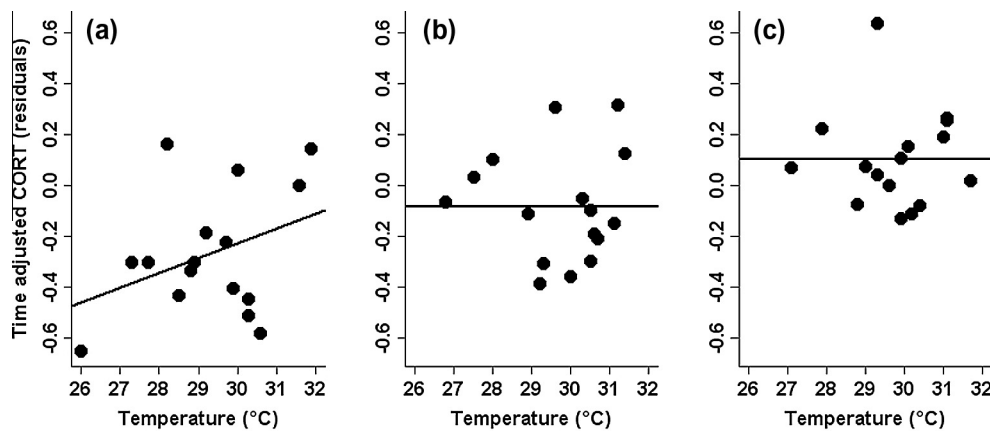 (a) (b) (c)
Time adjusted CORT (residuals)
0.6 0.6 0.6
0.4 0.4 0.4
0.2 0.2 0.2
0.0 0.0 0.0
-0.2 -0.2 -0.2
-0.4 -0.4 -0.4
-0.6 -0.6 -0.6
26 27 28 29 30 31 32 26 27 28 29 30 31 32 26 27 28 29 30 31 32
Temperature (°C) Temperature (°C) Temperature (°C)